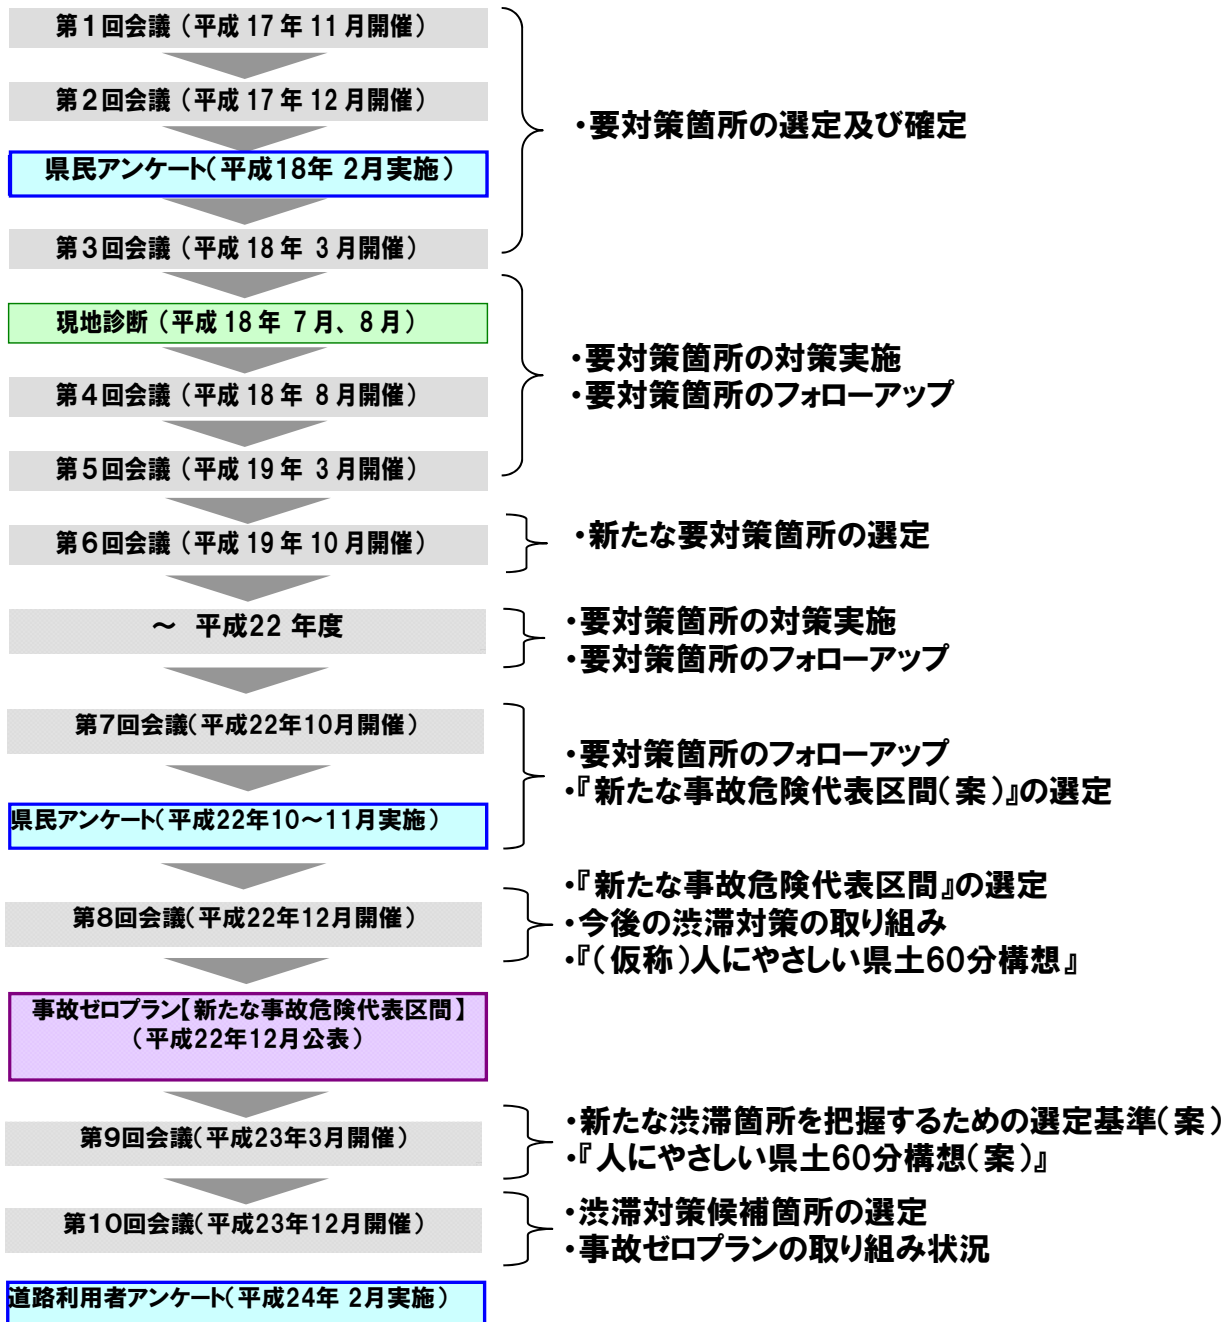 第1回会議（平成 17 年 11 月開催）
第2回会議（平成 17 年 12 月開催）
県民アンケート（平成18年 2月実施）
第3回会議（平成 18 年 3 月開催）
・要対策箇所の選定及び確定
現地診断（平成 18 年 7 月、8 月）
第4回会議（平成 18 年 8 月開催）
第5回会議（平成 19 年 3 月開催）
・要対策箇所の対策実施
・要対策箇所のフォローアップ
第6回会議（平成 19 年 10 月開催）
・新たな要対策箇所の選定
～ 平成22 年度
・要対策箇所の対策実施
・要対策箇所のフォローアップ
第7回会議（平成22年10月開催）
県民アンケート（平成22年10～11月実施）
・要対策箇所のフォローアップ
・『新たな事故危険代表区間（案）』の選定
第8回会議（平成22年12月開催）
・『新たな事故危険代表区間』の選定
・今後の渋滞対策の取り組み
・『（仮称）人にやさしい県土60分構想』
事故ゼロプラン【新たな事故危険代表区間】
（平成22年12月公表）
第9回会議（平成23年3月開催）
・新たな渋滞箇所を把握するための選定基準（案）
・『人にやさしい県土60分構想（案）』
第10回会議（平成23年12月開催）
・渋滞対策候補箇所の選定
・事故ゼロプランの取り組み状況
道路利用者アンケート（平成24年 2月実施）